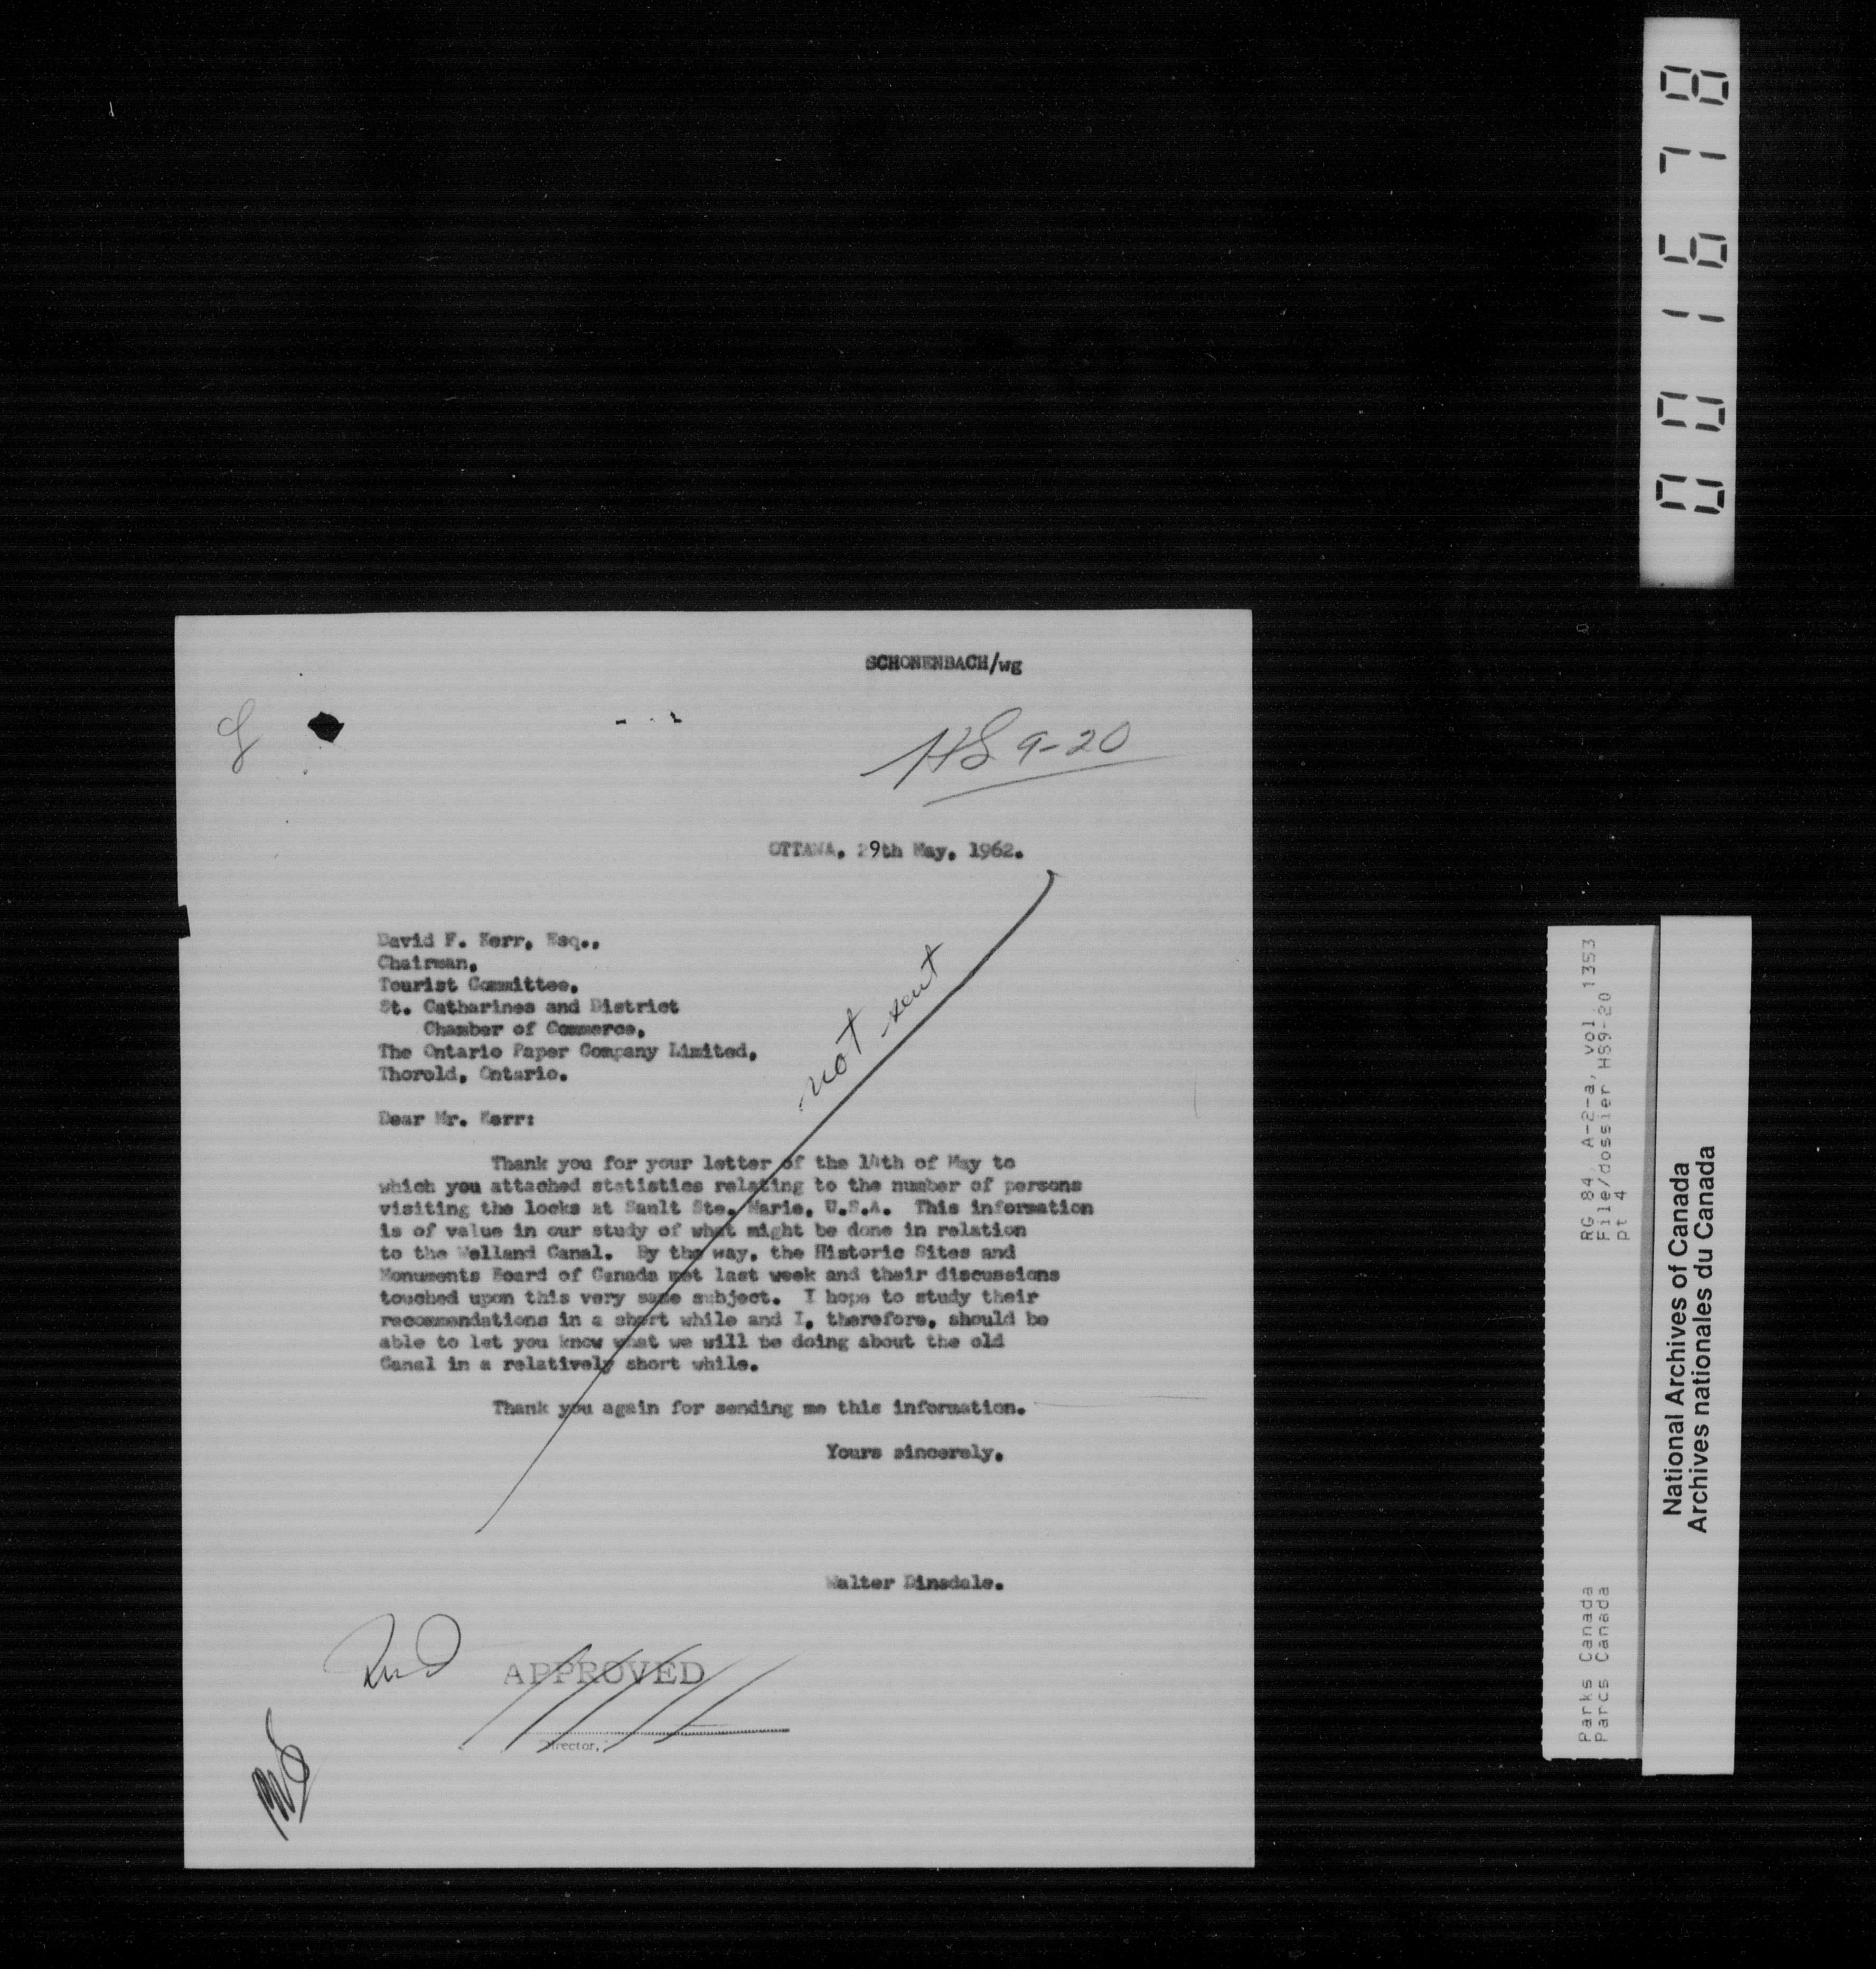 001678
SCHONENBACH/wg
HS 9-20
OTTAWA, 29th May, 1962.
David F. Kerr, Esq.,
Chairman,
Tourist Committee,
St. Catharines and District
Chamber of Commerce,
The Ontario Paper Company Limited,
Thorold, Ontario.
not sent
Dear Mr. Kerr:
Thank you for your letter of the 14th of May to
which you attached statistics relating to the number of persons
visiting the locks at Sault Ste. Marie, U.S.A. This information
is of value in our study of what might be done in relation
to the Welland Canal. By the way, the Historic Sites and
Monuments Board of Canada met last week and their discussions
touched upon this very same subject. I hope to study their
recommendations in a short while and I, therefore, should be
able to let you know what we will be doing about the old
Canal in a relatively short while.
Thank you again for sending me this information.
Yours sincerely,
Walter Dinsdale.
APPROVED
Director,
RG 84, A-2-a, vol. 1353
File/dossier HS9-20
pt 4
Parks Canada
Parcs Canada
National Archives of Canada
Archives nationales du Canada